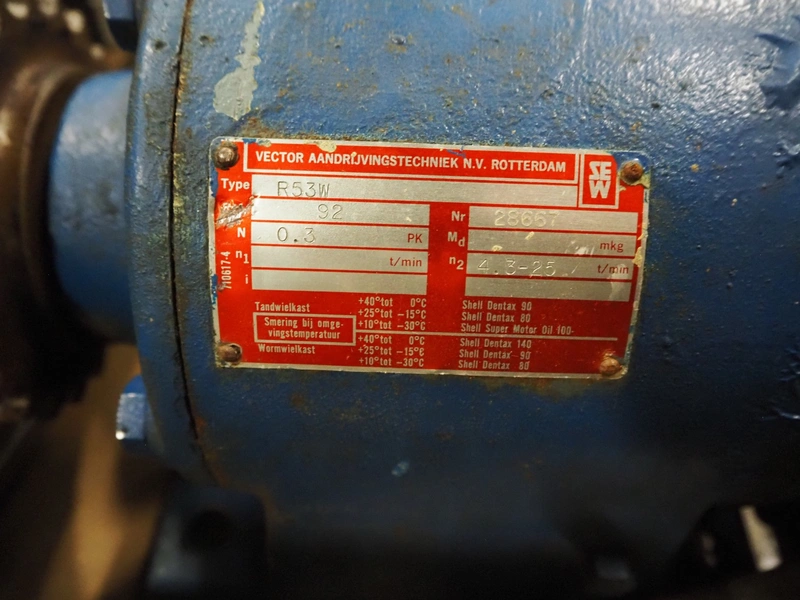 VECTOR AANDRIJVINGSTECHNIEK N.V. ROTTERDAM
SEW
Type R53W
92 Nr 28667
N 0.3 PK Md mkg
n1 t/min n2 4.3-25 t/min
i
710617-4
Tandwielkast +40°tot 0°C Shell Dentax 90
+25°tot -15°C Shell Dentax 80
Smering bij omge- +10°tot -30°C Shell Super Motor Oil 100
vingstemperatuur +40°tot 0°C Shell Dentax 140
Wormwielkast +25°tot -15°C Shell Dentax 90
+10°tot -30°C Shell Dentax 80